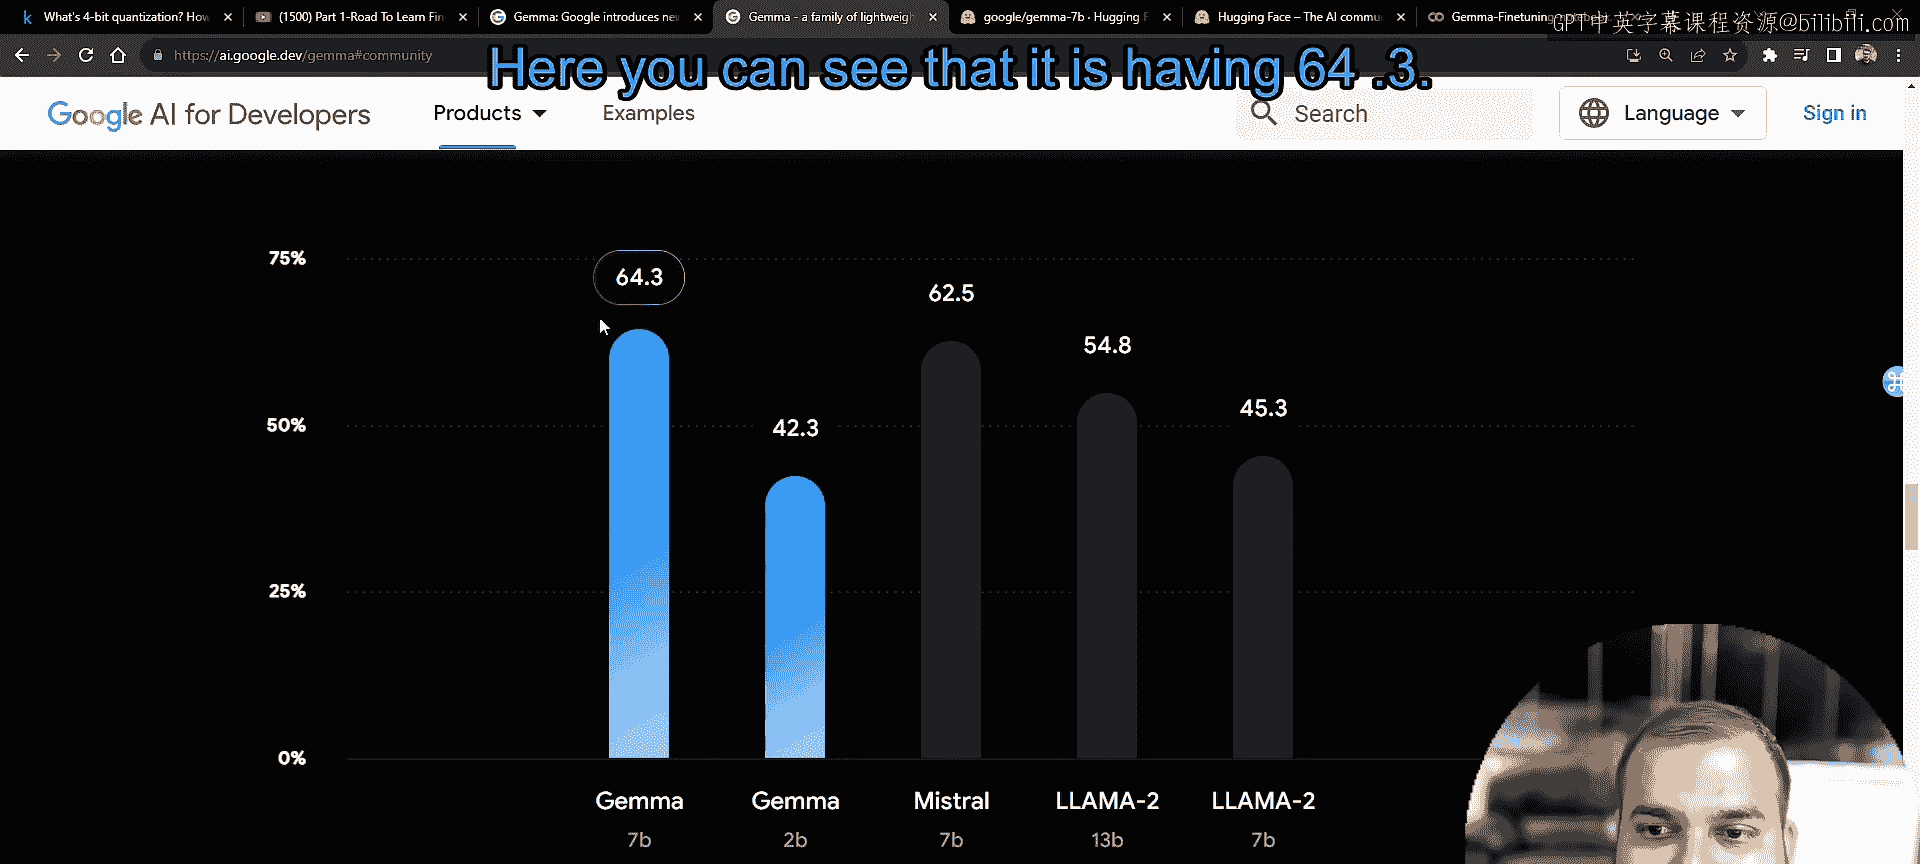 What's 4-bit quantization? How
(1500) Part 1-Road To Learn Fin
Gemma: Google introduces new
Gemma - a family of lightweigh
google/gemma-7b · Hugging F
Hugging Face – The AI commu
Gemma-Finetuning
GPT中英字幕课程资源@bilibili.com
https://ai.google.dev/gemma#community
Here you can see that it is having 64 .3.
Google AI for Developers
Products
Examples
Search
Language
Sign in
75%
64.3
62.5
54.8
45.3
50%
42.3
25%
0%
Gemma
Gemma
Mistral
LLAMA-2
LLAMA-2
7b
2b
7b
13b
7b